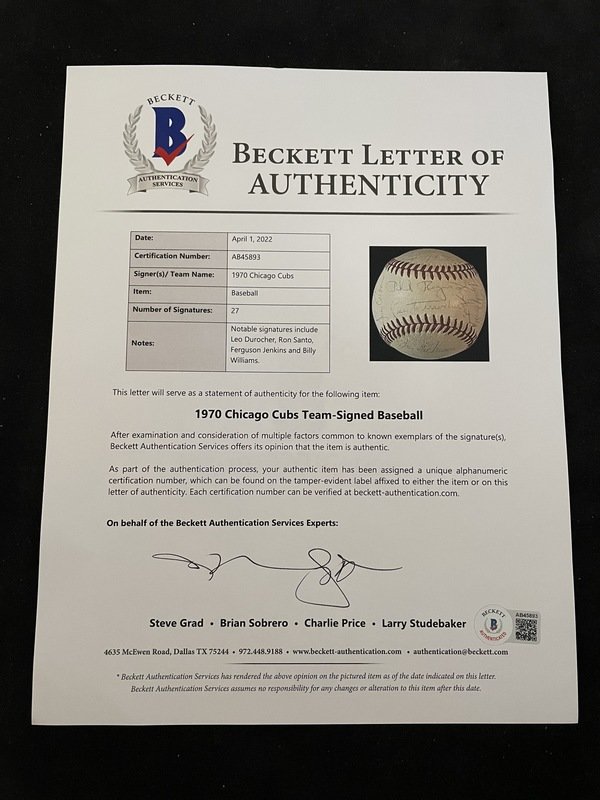 BECKETT
B
AUTHENTICATION
SERVICES
BECKETT LETTER OF
AUTHENTICITY
Date: April 1, 2022
Certification Number: AB45893
Signer(s)/ Team Name: 1970 Chicago Cubs
Item: Baseball
Number of Signatures: 27
Notes: Notable signatures include
Leo Durocher, Ron Santo,
Ferguson Jenkins and Billy
Williams.
This letter will serve as a statement of authenticity for the following item:
1970 Chicago Cubs Team-Signed Baseball
After examination and consideration of multiple factors common to known exemplars of the signature(s),
Beckett Authentication Services offers its opinion that the item is authentic.
As part of the authentication process, your authentic item has been assigned a unique alphanumeric
certification number, which can be found on the tamper-evident label affixed to either the item or on this
letter of authenticity. Each certification number can be verified at beckett-authentication.com.
On behalf of the Beckett Authentication Services Experts:
Steve Grad • Brian Sobrero • Charlie Price • Larry Studebaker
BECKETT
B
AUTHENTICATED
AB45893
4635 McEwen Road, Dallas TX 75244 • 972.448.9188 • www.beckett-authentication.com • authentication@beckett.com
* Beckett Authentication Services has rendered the above opinion on the pictured item as of the date indicated on this letter.
Beckett Authentication Services assumes no responsibility for any changes or alteration to this item after this date.